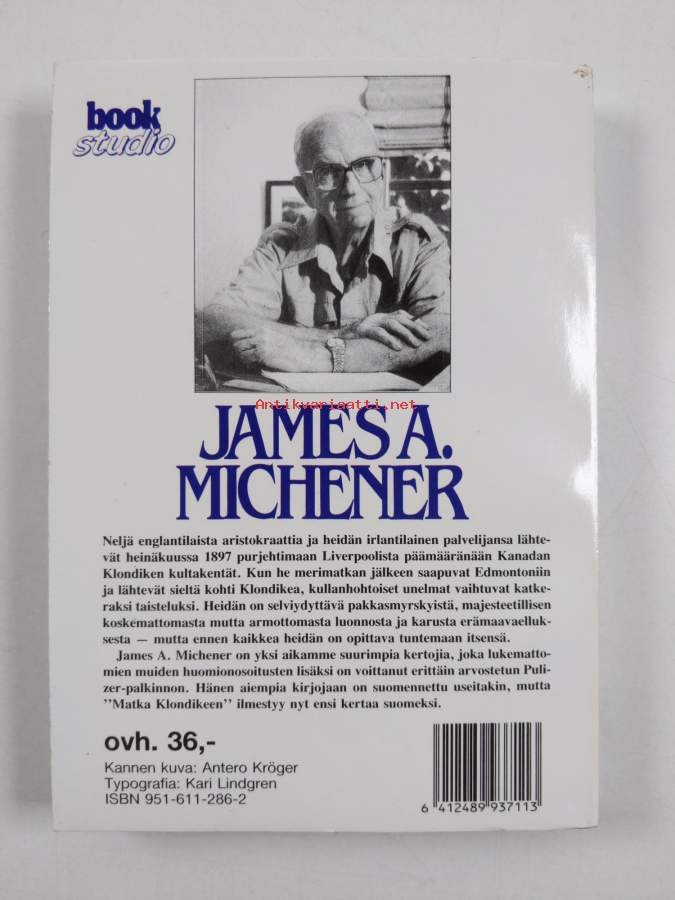 book
studio
Antikvariaatti.net
JAMES A.
MICHENER
Neljä englantilaista aristokraattia ja heidän irlantilainen palvelijansa lähte-
vät heinäkuussa 1897 purjehtimaan Liverpoolista päämääränään Kanadan
Klondiken kultakentät. Kun he merimatkan jälkeen saapuvat Edmontoniin
ja lähtevät sieltä kohti Klondikea, kullanhohtoiset unelmat vaihtuvat katke-
raksi taisteluksi. Heidän on selviydyttävä pakkasmyrskyistä, majesteetillisen
koskemattomasta mutta armottomasta luonnosta ja karusta erämaavaelluk-
sesta — mutta ennen kaikkea heidän on opittava tuntemaan itsensä.
James A. Michener on yksi aikamme suurimpia kertojia, joka lukematto-
mien muiden huomionosoitusten lisäksi on voittanut erittäin arvostetun Puli-
zer-palkinnon. Hänen aiempia kirjojaan on suomennettu useitakin, mutta
"Matka Klondikeen" ilmestyy nyt ensi kertaa suomeksi.
ovh. 36,-
Kannen kuva: Antero Kröger
Typografia: Kari Lindgren
ISBN 951-611-286-2
6 412489 937113